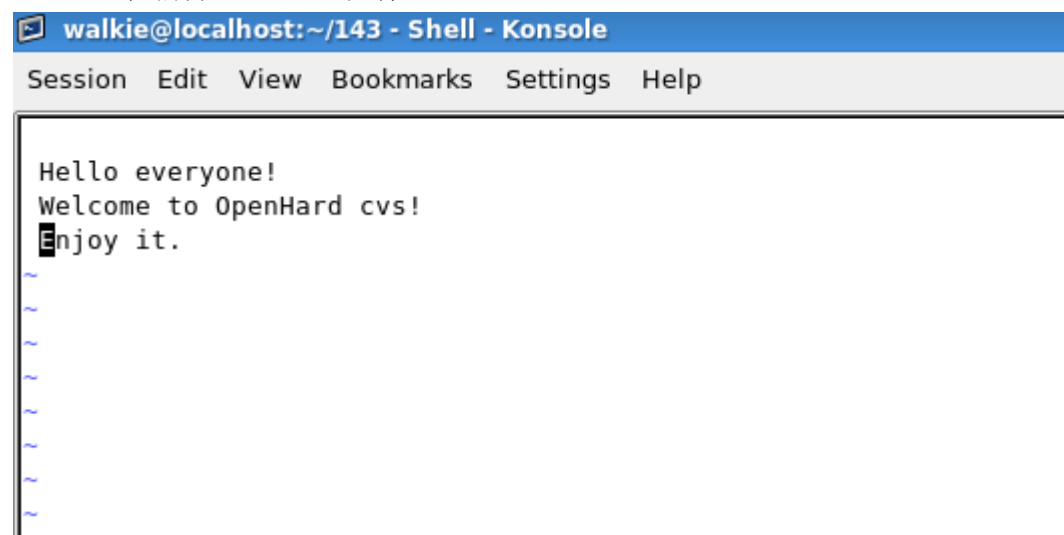 walkie@localhost:~/143 - Shell - Konsole
Session Edit View Bookmarks Settings Help
Hello everyone!
Welcome to OpenHard cvs!
Enjoy it.
~
~
~
~
~
~
~
~